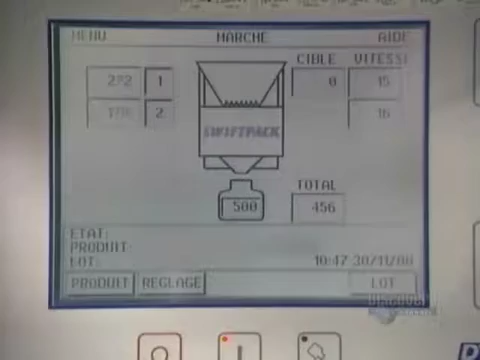 MENU MARCHE AIDE
CIBLE VITESSE
1 0 15
2 16
SWIFTPACK
TOTAL
500 456
ETAT:
PRODUIT:
LOT:
10:47 30/11/00
PRODUIT REGLAGE LOT
DISCOVERY